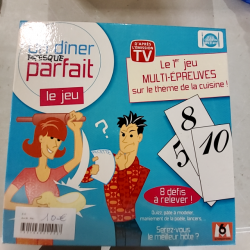 un dîner
presque
parfait
le jeu
D'APRÈS
L'ÉMISSION
TV
Le 1er jeu
MULTI-ÉPREUVES
sur le thème de la cuisine !
8
5
10
8 défis
à relever !
Serez-vous
le meilleur hôte ?